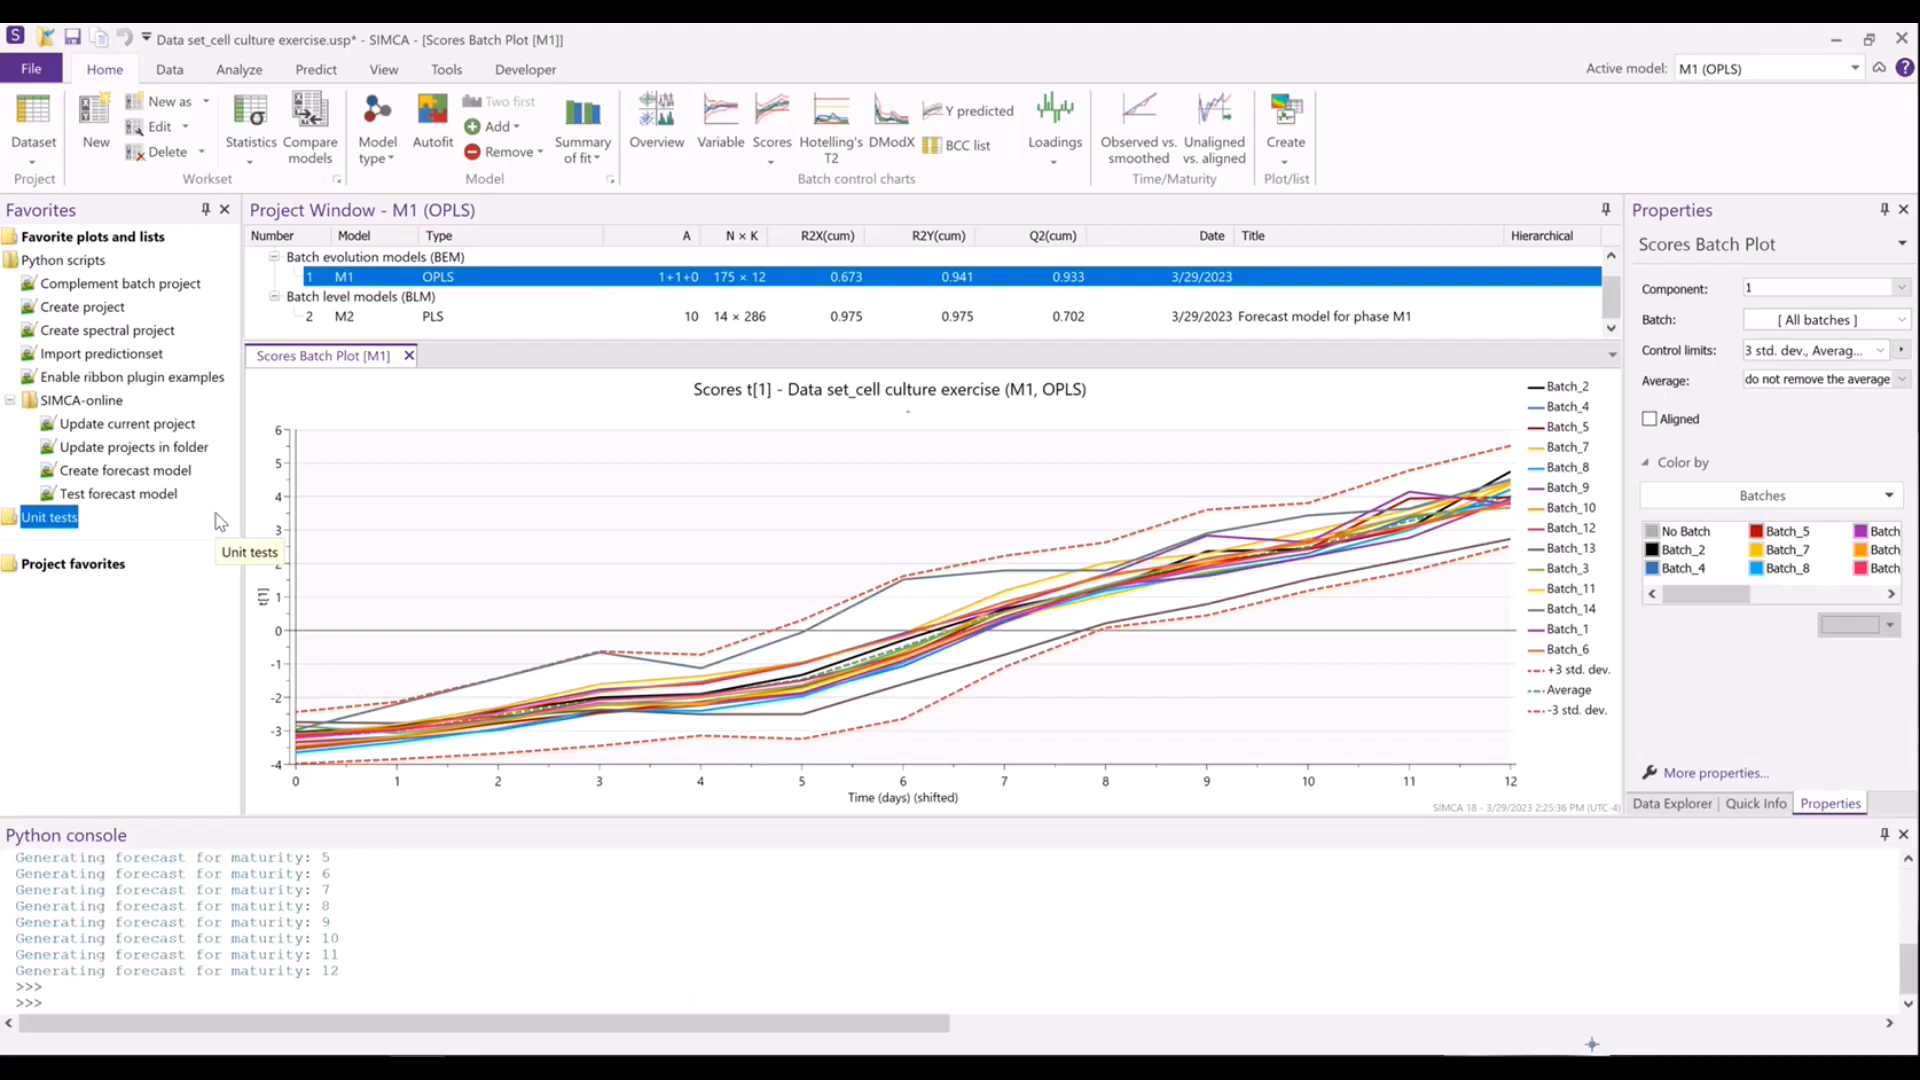 Data set_cell culture exercise.usp* - SIMCA - [Scores Batch Plot [M1]]
File Home Data Analyze Predict View Tools Developer Active model: M1 (OPLS)
Dataset
Project
New
New as
Edit
Delete
Statistics
Compare models
Workset
Model type
Autofit
Two first
Add
Remove
Summary of fit
Model
Overview
Variable
Scores
Hotelling's T2
DModX
Y predicted
BCC list
Batch control charts
Loadings
Observed vs. smoothed
Unaligned vs. aligned
Time/Maturity
Create
Plot/list
Favorites
Favorite plots and lists
Python scripts
Complement batch project
Create project
Create spectral project
Import predictionset
Enable ribbon plugin examples
SIMCA-online
Update current project
Update projects in folder
Create forecast model
Test forecast model
Unit tests
Unit tests
Project favorites
Project Window - M1 (OPLS)
Number Model Type A N × K R2X(cum) R2Y(cum) Q2(cum) Date Title Hierarchical
Batch evolution models (BEM)
1 M1 OPLS 1+1+0 175 × 12 0.673 0.941 0.933 3/29/2023
Batch level models (BLM)
2 M2 PLS 10 14 × 286 0.975 0.975 0.702 3/29/2023 Forecast model for phase M1
Scores Batch Plot [M1]
Scores t[1] - Data set_cell culture exercise (M1, OPLS)
-
6
5
4
3
2
1
0
-1
-2
-3
-4
t[1]
0 1 2 3 4 5 6 7 8 9 10 11 12
Time (days) (shifted)
SIMCA 18 - 3/29/2023 2:25:36 PM (UTC-4)
Batch_2
Batch_4
Batch_5
Batch_7
Batch_8
Batch_9
Batch_10
Batch_12
Batch_13
Batch_3
Batch_11
Batch_14
Batch_1
Batch_6
+3 std. dev.
Average
-3 std. dev.
Properties
Scores Batch Plot
Component: 1
Batch: [ All batches ]
Control limits: 3 std. dev., Averag...
Average: do not remove the average
Aligned
Color by
Batches
No Batch Batch_5 Batch
Batch_2 Batch_7 Batch
Batch_4 Batch_8 Batch
More properties...
Data Explorer Quick Info Properties
Python console
Generating forecast for maturity: 5
Generating forecast for maturity: 6
Generating forecast for maturity: 7
Generating forecast for maturity: 8
Generating forecast for maturity: 9
Generating forecast for maturity: 10
Generating forecast for maturity: 11
Generating forecast for maturity: 12
>>>
>>>